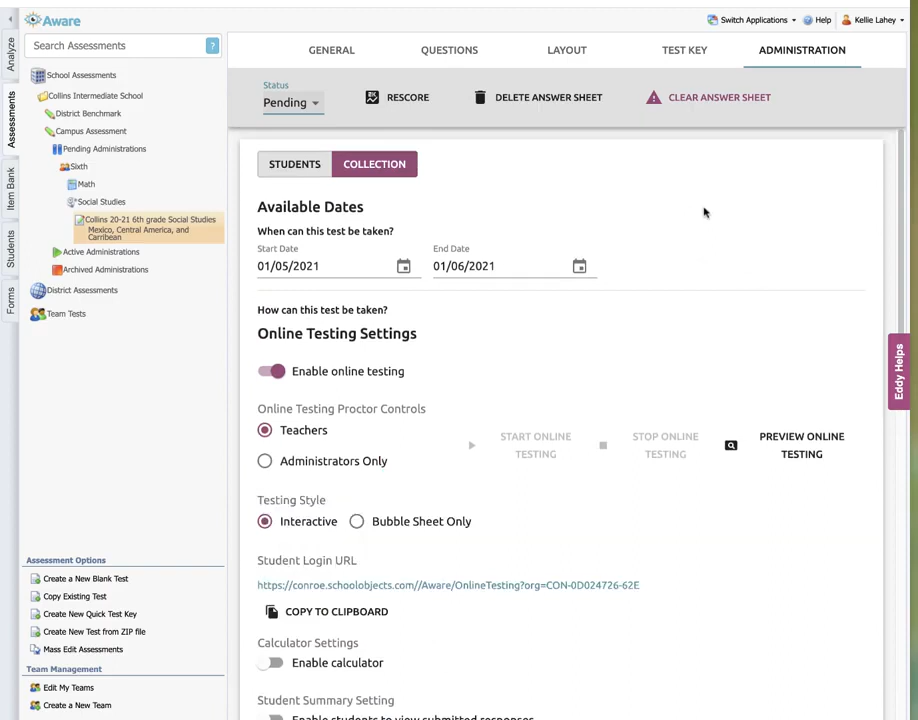 Aware
Switch Applications
Help
Kellie Lahey
Analyze
Assessments
Item Bank
Students
Forms
Search Assessments
?
School Assessments
Collins Intermediate School
District Benchmark
Campus Assessment
Pending Administrations
Sixth
Math
Social Studies
Collins 20-21 6th grade Social Studies
Mexico, Central America, and
Carribean
Active Administrations
Archived Administrations
District Assessments
Team Tests
Assessment Options
Create a New Blank Test
Copy Existing Test
Create New Quick Test Key
Create New Test from ZIP file
Mass Edit Assessments
Team Management
Edit My Teams
Create a New Team
GENERAL
QUESTIONS
LAYOUT
TEST KEY
ADMINISTRATION
Status
Pending
RESCORE
DELETE ANSWER SHEET
CLEAR ANSWER SHEET
STUDENTS
COLLECTION
Available Dates
When can this test be taken?
Start Date
End Date
01/05/2021
01/06/2021
How can this test be taken?
Online Testing Settings
Enable online testing
Online Testing Proctor Controls
Teachers
Administrators Only
START ONLINE
TESTING
STOP ONLINE
TESTING
PREVIEW ONLINE
TESTING
Testing Style
Interactive
Bubble Sheet Only
Student Login URL
https://conroe.schoolobjects.com//Aware/OnlineTesting?org=CON-0D024726-62E
COPY TO CLIPBOARD
Calculator Settings
Enable calculator
Student Summary Setting
Enable students to view submitted responses
Eddy Helps